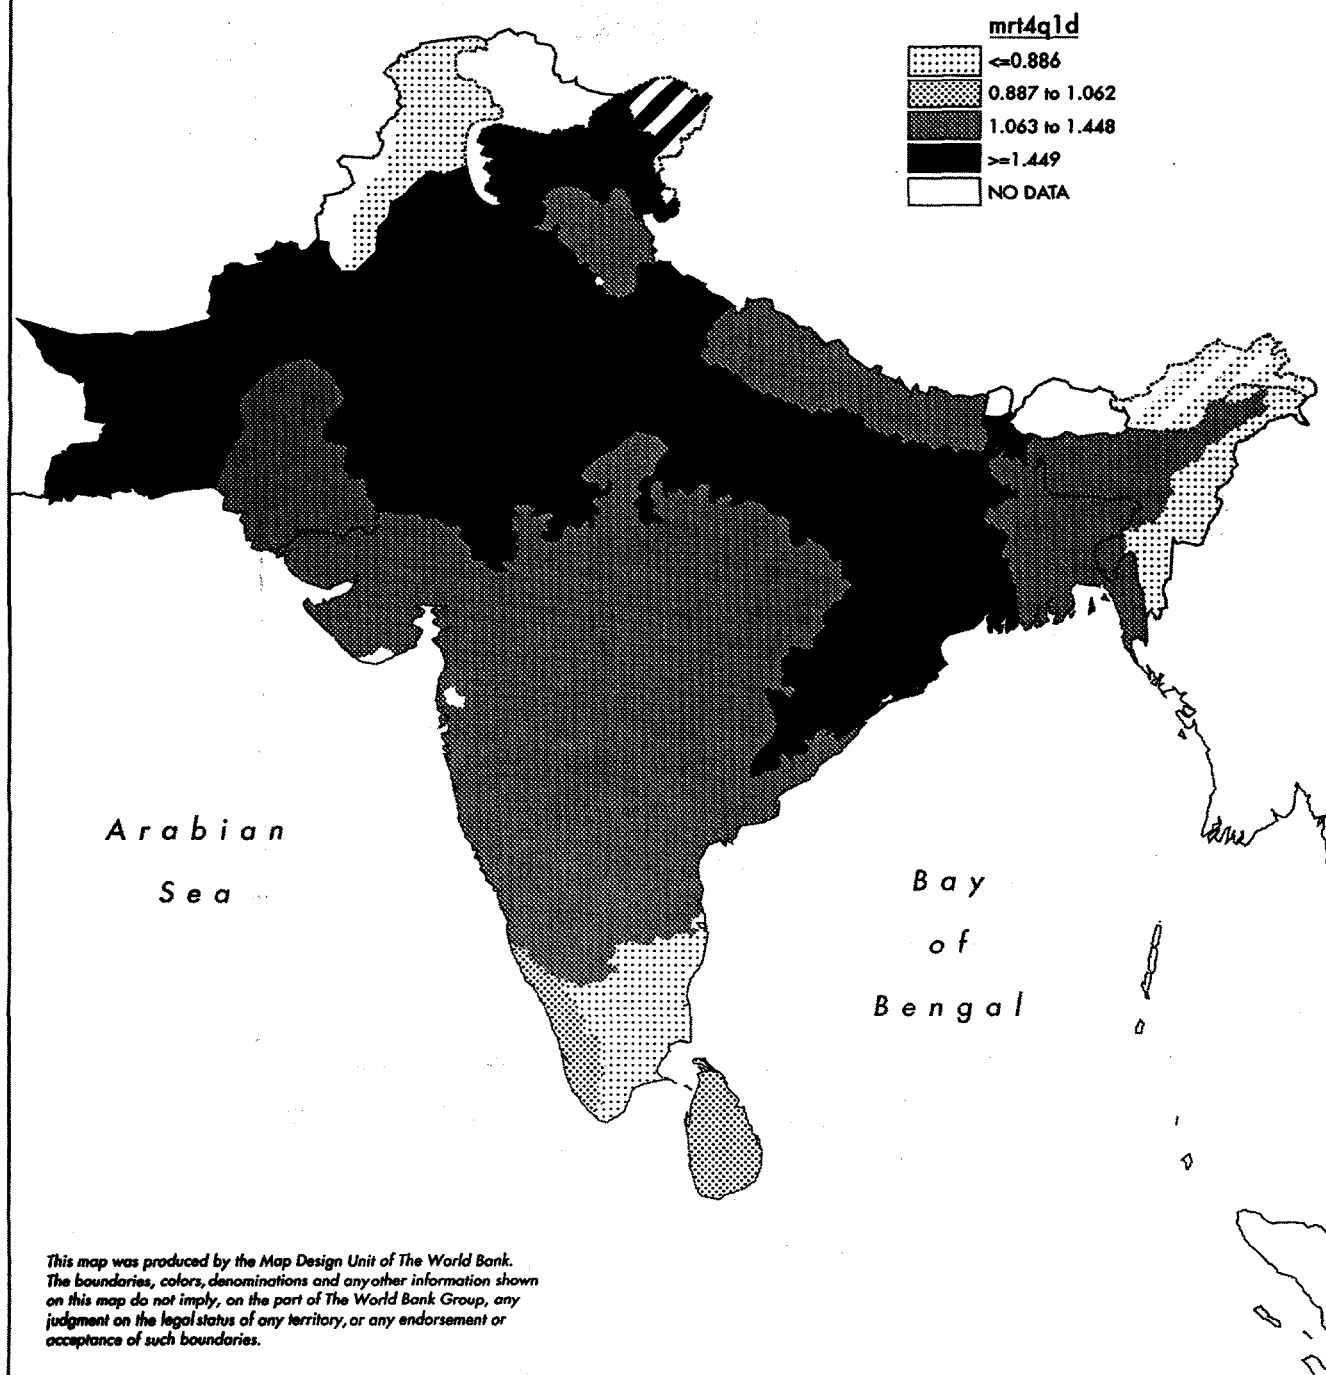 mrt4q1d
<=0.886
0.887 to 1.062
1.063 to 1.448
>=1.449
NO DATA
Arabian
Sea
Bay
of
Bengal
This map was produced by the Map Design Unit of The World Bank.
The boundaries, colors, denominations and anyother information shown
on this map do not imply, on the part of The World Bank Group, any
judgment on the legal status of any territory, or any endorsement or
acceptance of such boundaries.